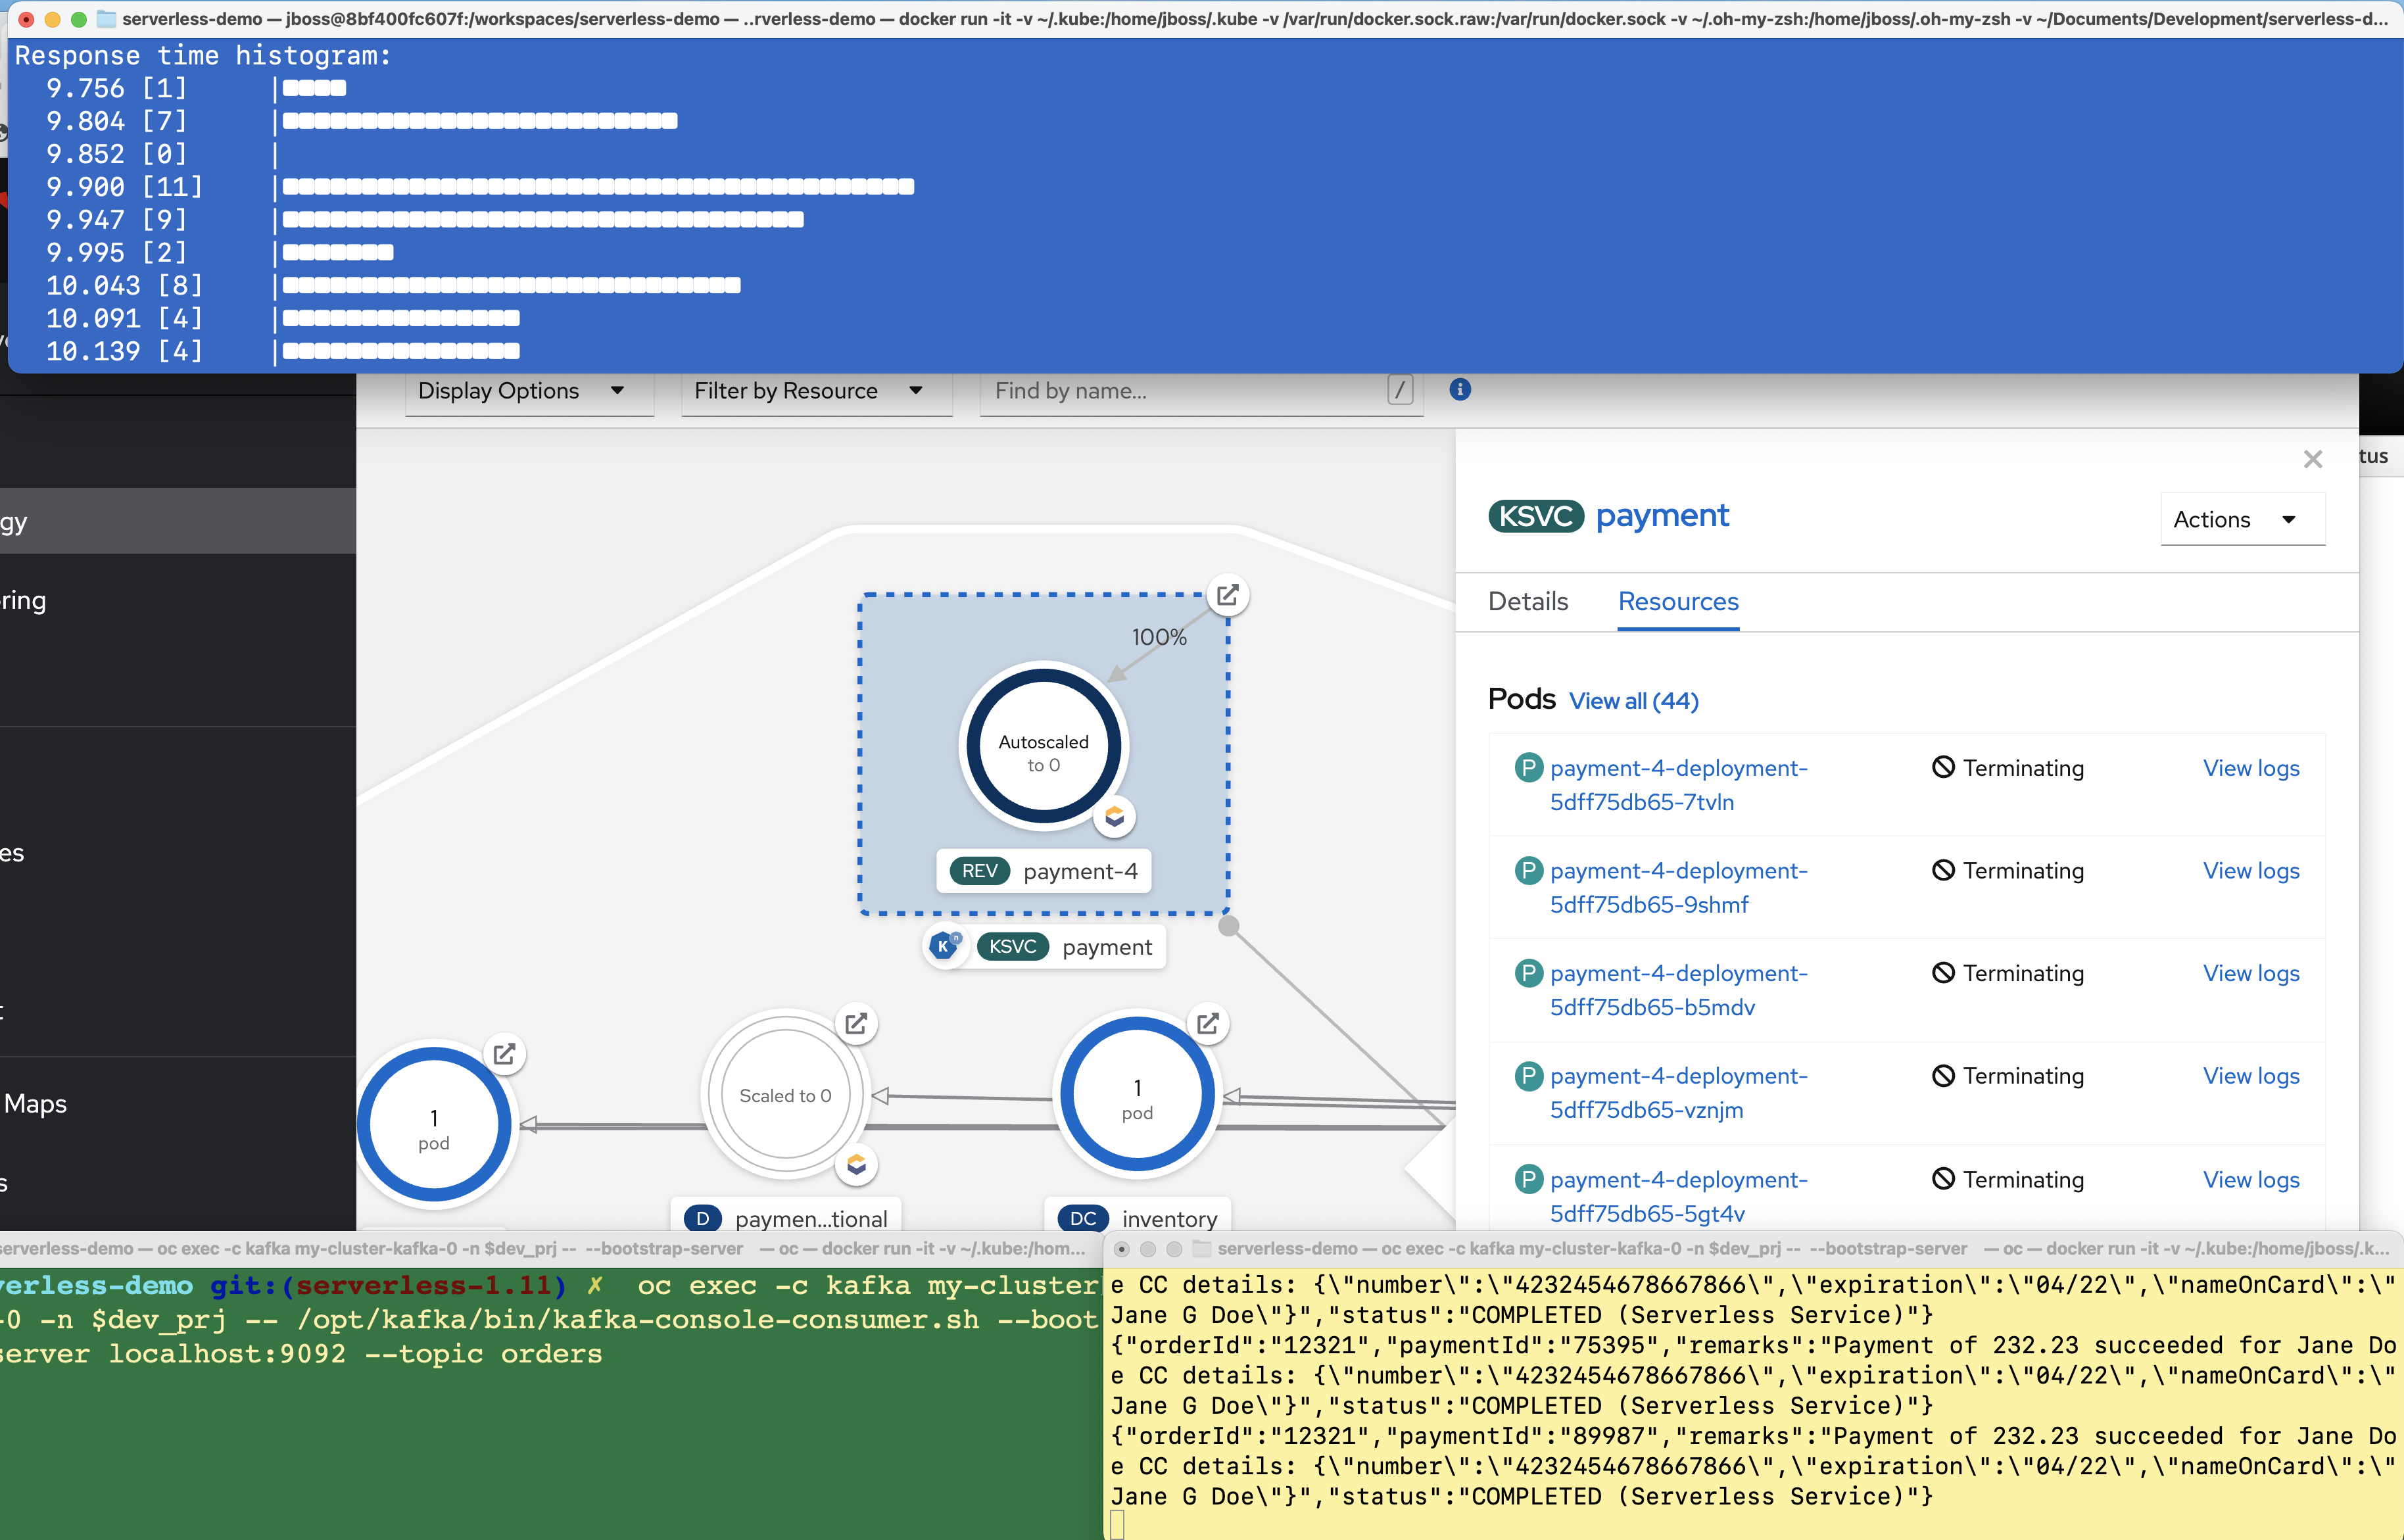 serverless-demo — jboss@8bf400fc607f:/workspaces/serverless-demo — ..rverless-demo — docker run -it -v ~/.kube:/home/jboss/.kube -v /var/run/docker.sock.raw:/var/run/docker.sock -v ~/.oh-my-zsh:/home/jboss/.oh-my-zsh -v ~/Documents/Development/serverless-d...
Response time histogram:
9.756 [1] |
9.804 [7] |
9.852 [0] |
9.900 [11] |
9.947 [9] |
9.995 [2] |
10.043 [8] |
10.091 [4] |
10.139 [4] |
Display Options
Filter by Resource
Find by name...
/
tus
gy
ring
es
t
Maps
s
100%
Autoscaled
to 0
REV payment-4
KSVC payment
1
pod
Scaled to 0
1
pod
D paymen...tional
DC inventory
KSVC payment
Actions
Details
Resources
Pods View all (44)
P payment-4-deployment-
5dff75db65-7tvln
Terminating
View logs
P payment-4-deployment-
5dff75db65-9shmf
Terminating
View logs
P payment-4-deployment-
5dff75db65-b5mdv
Terminating
View logs
P payment-4-deployment-
5dff75db65-vznjm
Terminating
View logs
P payment-4-deployment-
5dff75db65-5gt4v
Terminating
View logs
serverless-demo — oc exec -c kafka my-cluster-kafka-0 -n $dev_prj -- --bootstrap-server — oc — docker run -it -v ~/.kube:/hom...
verless-demo git:(serverless-1.11) ✗ oc exec -c kafka my-cluster
-0 -n $dev_prj -- /opt/kafka/bin/kafka-console-consumer.sh --boot
server localhost:9092 --topic orders
serverless-demo — oc exec -c kafka my-cluster-kafka-0 -n $dev_prj -- --bootstrap-server — oc — docker run -it -v ~/.kube:/home/jboss/.k...
e CC details: {\"number\":\"4232454678667866\",\"expiration\":\"04/22\",\"nameOnCard\":\"
Jane G Doe\"}","status":"COMPLETED (Serverless Service)"}
{"orderId":"12321","paymentId":"75395","remarks":"Payment of 232.23 succeeded for Jane Do
e CC details: {\"number\":\"4232454678667866\",\"expiration\":\"04/22\",\"nameOnCard\":\"
Jane G Doe\"}","status":"COMPLETED (Serverless Service)"}
{"orderId":"12321","paymentId":"89987","remarks":"Payment of 232.23 succeeded for Jane Do
e CC details: {\"number\":\"4232454678667866\",\"expiration\":\"04/22\",\"nameOnCard\":\"
Jane G Doe\"}","status":"COMPLETED (Serverless Service)"}